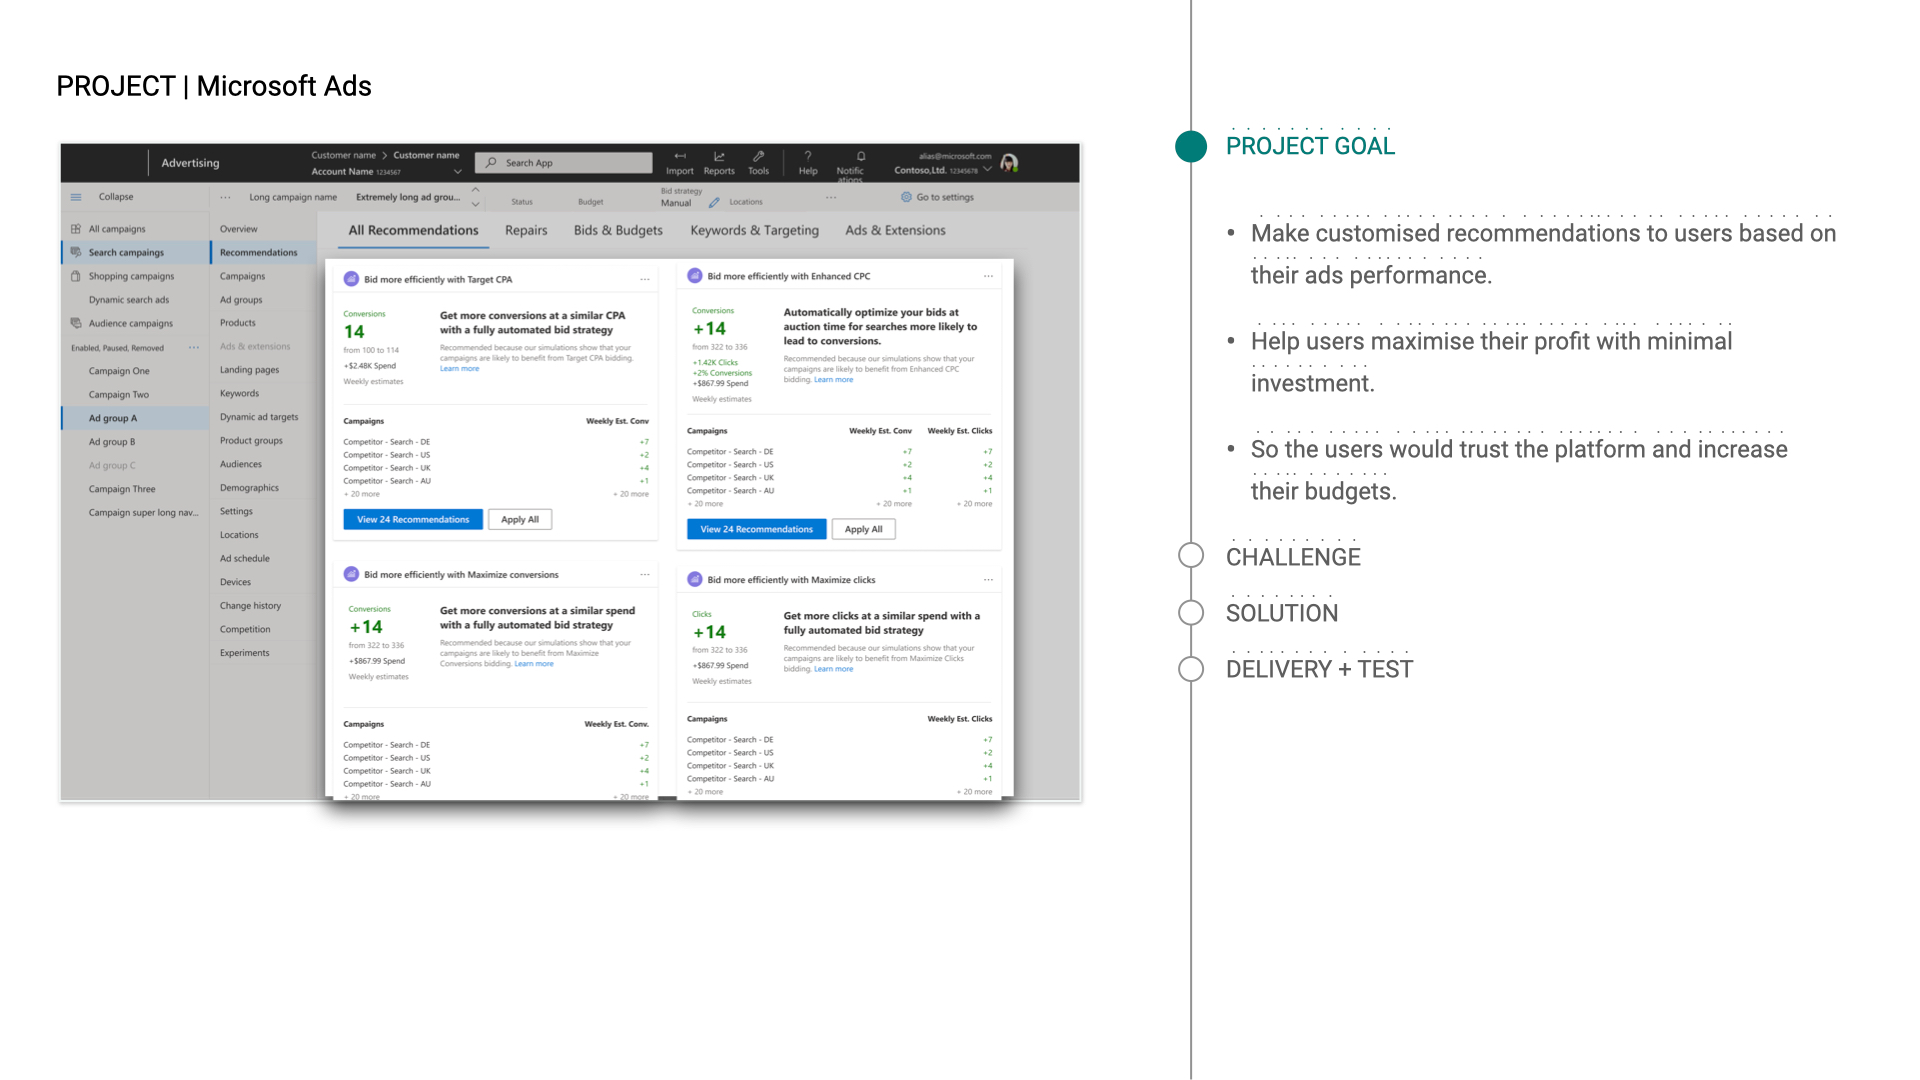 PROJECT | Microsoft Ads
Advertising
Customer name > Customer name
Account Name 1234567
Search App
Import
Reports
Tools
Help
Notific
ations
alias@microsoft.com
Contoso,Ltd. 12345678
Collapse
... Long campaign name
Extremely long ad grou...
Status
Budget
Bid strategy
Manual
Locations
...
Go to settings
All campaigns
Search campaings
Shopping campaigns
Dynamic search ads
Audience campaigns
Enabled, Paused, Removed ...
Campaign One
Campaign Two
Ad group A
Ad group B
Ad group C
Campaign Three
Campaign super long nav...
Overview
Recommendations
Campaigns
Ad groups
Products
Ads & extensions
Landing pages
Keywords
Dynamic ad targets
Product groups
Audiences
Demographics
Settings
Locations
Ad schedule
Devices
Change history
Competition
Experiments
All Recommendations Repairs Bids & Budgets Keywords & Targeting Ads & Extensions
Bid more efficiently with Target CPA ...
Conversions
14
from 100 to 114
+$2.48K Spend
Weekly estimates
Get more conversions at a similar CPA
with a fully automated bid strategy
Recommended because our simulations show that your
campaigns are likely to benefit from Target CPA bidding.
Learn more
Campaigns Weekly Est. Conv
Competitor - Search - DE +7
Competitor - Search - US +2
Competitor - Search - UK +4
Competitor - Search - AU +1
+ 20 more + 20 more
View 24 Recommendations Apply All
Bid more efficiently with Enhanced CPC ...
Conversions
+14
from 322 to 336
+1.42K Clicks
+2% Conversions
+$867.99 Spend
Weekly estimates
Automatically optimize your bids at
auction time for searches more likely to
lead to conversions.
Recommended because our simulations show that your
campaigns are likely to benefit from Enhanced CPC
bidding. Learn more
Campaigns Weekly Est. Conv Weekly Est. Clicks
Competitor - Search - DE +7 +7
Competitor - Search - US +2 +2
Competitor - Search - UK +4 +4
Competitor - Search - AU +1 +1
+ 20 more + 20 more + 20 more
View 24 Recommendations Apply All
Bid more efficiently with Maximize conversions ...
Conversions
+14
from 322 to 336
+$867.99 Spend
Weekly estimates
Get more conversions at a similar spend
with a fully automated bid strategy
Recommended because our simulations show that your
campaigns are likely to benefit from Maximize
Conversions bidding. Learn more
Campaigns Weekly Est. Conv.
Competitor - Search - DE +7
Competitor - Search - US +2
Competitor - Search - UK +4
Competitor - Search - AU +1
+ 20 more + 20 more
Bid more efficiently with Maximize clicks ...
Clicks
+14
from 322 to 336
+$867.99 Spend
Weekly estimates
Get more clicks at a similar spend with a
fully automated bid strategy
Recommended because our simulations show that your
campaigns are likely to benefit from Maximize Clicks
bidding. Learn more
Campaigns Weekly Est. Clicks
Competitor - Search - DE +7
Competitor - Search - US +2
Competitor - Search - UK +4
Competitor - Search - AU +1
+ 20 more + 20 more
PROJECT GOAL
• Make customised recommendations to users based on
their ads performance.
• Help users maximise their profit with minimal
investment.
• So the users would trust the platform and increase
their budgets.
CHALLENGE
SOLUTION
DELIVERY + TEST